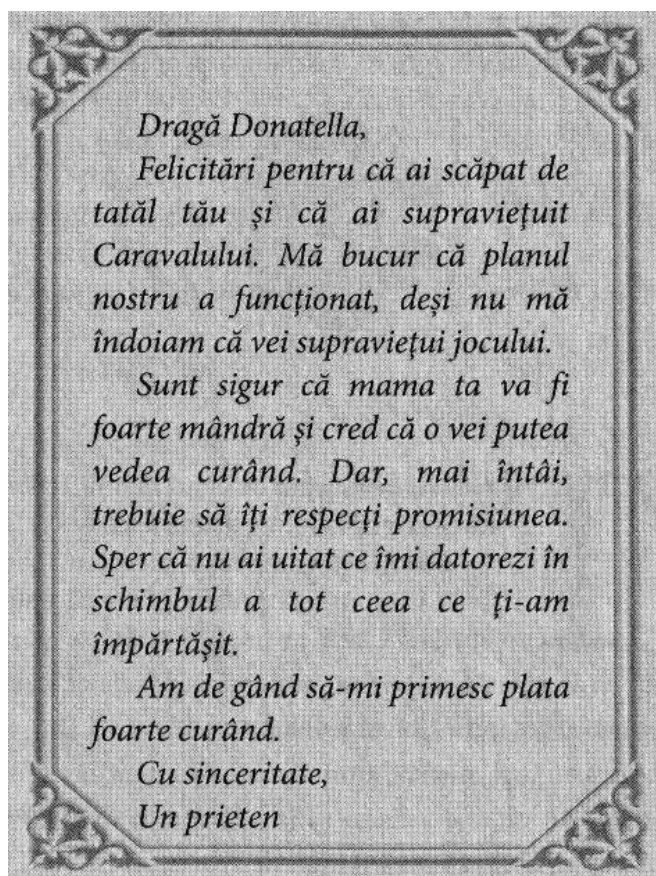 Dragă Donatella,
Felicitări pentru că ai scăpat de
tatăl tău și că ai supraviețuit
Caravalului. Mă bucur că planul
nostru a funcționat, deși nu mă
îndoiam că vei supraviețui jocului.
Sunt sigur că mama ta va fi
foarte mândră și cred că o vei putea
vedea curând. Dar, mai întâi,
trebuie să îți respecți promisiunea.
Sper că nu ai uitat ce îmi datorezi în
schimbul a tot ceea ce ți-am
împărtășit.
Am de gând să-mi primesc plata
foarte curând.
Cu sinceritate,
Un prieten